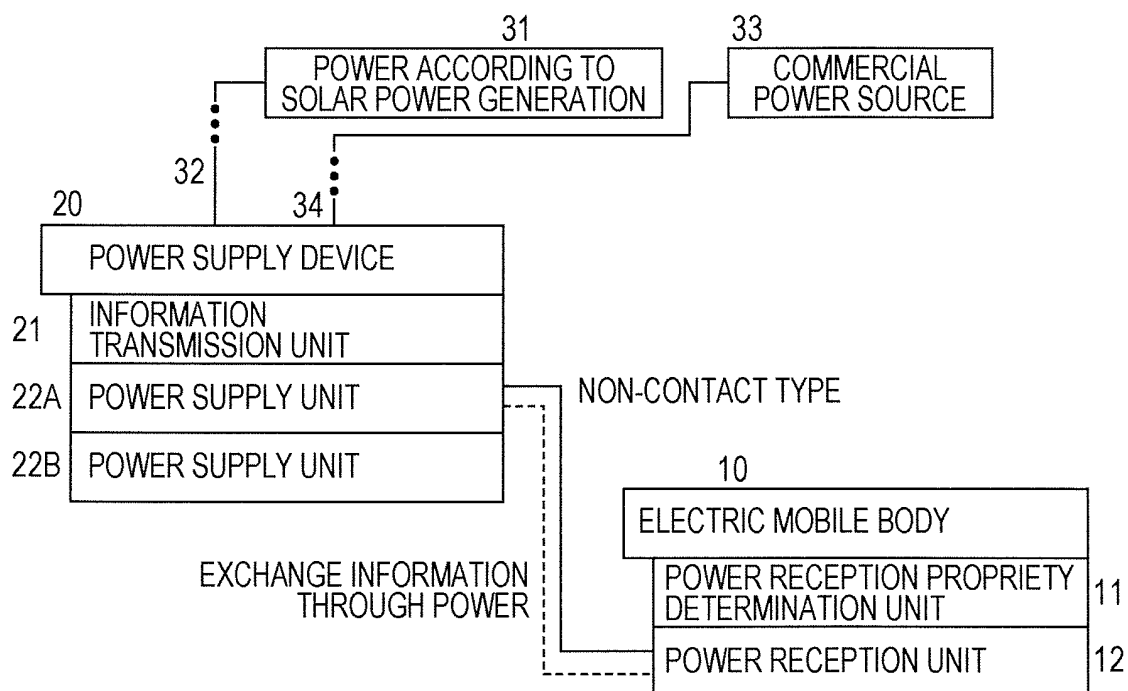 31
33
POWER ACCORDING TO
SOLAR POWER GENERATION
COMMERCIAL
POWER SOURCE
32
34
20
POWER SUPPLY DEVICE
21
INFORMATION
TRANSMISSION UNIT
22A
POWER SUPPLY UNIT
NON-CONTACT TYPE
22B
POWER SUPPLY UNIT
10
ELECTRIC MOBILE BODY
EXCHANGE INFORMATION
THROUGH POWER
POWER RECEPTION PROPRIETY
DETERMINATION UNIT
11
POWER RECEPTION UNIT
12